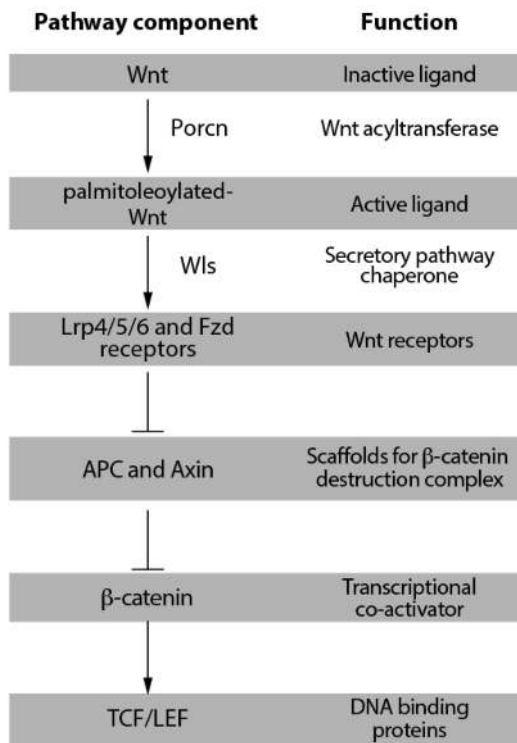 Pathway component Function
Wnt Inactive ligand
Porcn Wnt acyltransferase
palmitoleoylated-
Wnt
Active ligand
Wls
Secretory pathway
chaperone
Lrp4/5/6 and Fzd
receptors
Wnt receptors
APC and Axin
Scaffolds for β-catenin
destruction complex
β-catenin
Transcriptional
co-activator
TCF/LEF
DNA binding
proteins